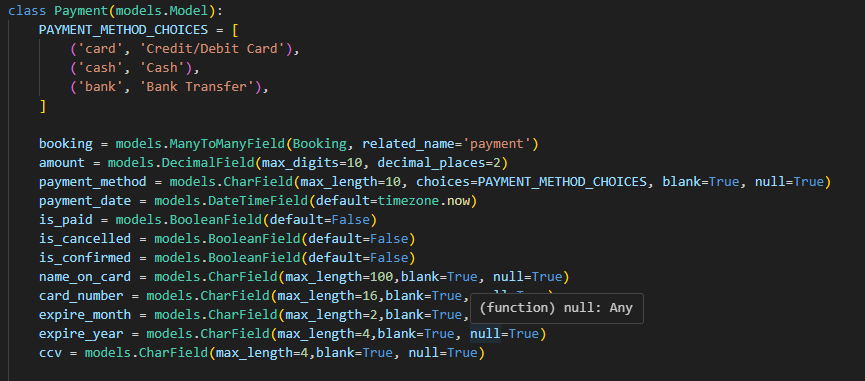 class Payment(models.Model):
    PAYMENT_METHOD_CHOICES = [
        ('card', 'Credit/Debit Card'),
        ('cash', 'Cash'),
        ('bank', 'Bank Transfer'),
    ]

    booking = models.ManyToManyField(Booking, related_name='payment')
    amount = models.DecimalField(max_digits=10, decimal_places=2)
    payment_method = models.CharField(max_length=10, choices=PAYMENT_METHOD_CHOICES, blank=True, null=True)
    payment_date = models.DateTimeField(default=timezone.now)
    is_paid = models.BooleanField(default=False)
    is_cancelled = models.BooleanField(default=False)
    is_confirmed = models.BooleanField(default=False)
    name_on_card = models.CharField(max_length=100,blank=True, null=True)
    card_number = models.CharField(max_length=16,blank=True,
    (function) null: Any
    expire_month = models.CharField(max_length=2,blank=True,
    expire_year = models.CharField(max_length=4,blank=True, null=True)
    ccv = models.CharField(max_length=4,blank=True, null=True)